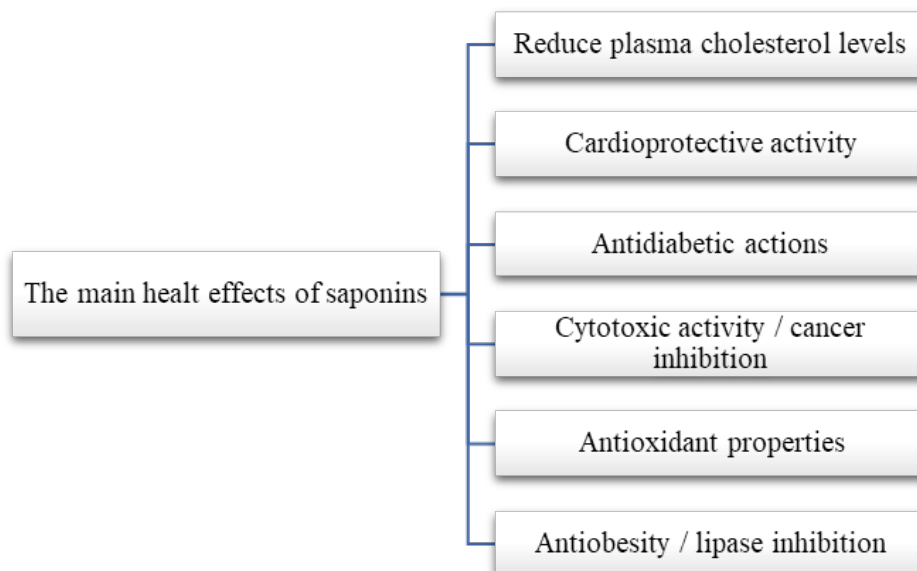 Reduce plasma cholesterol levels
Cardioprotective activity
Antidiabetic actions
The main healt effects of saponins
Cytotoxic activity / cancer
inhibition
Antioxidant properties
Antiobesity / lipase inhibition